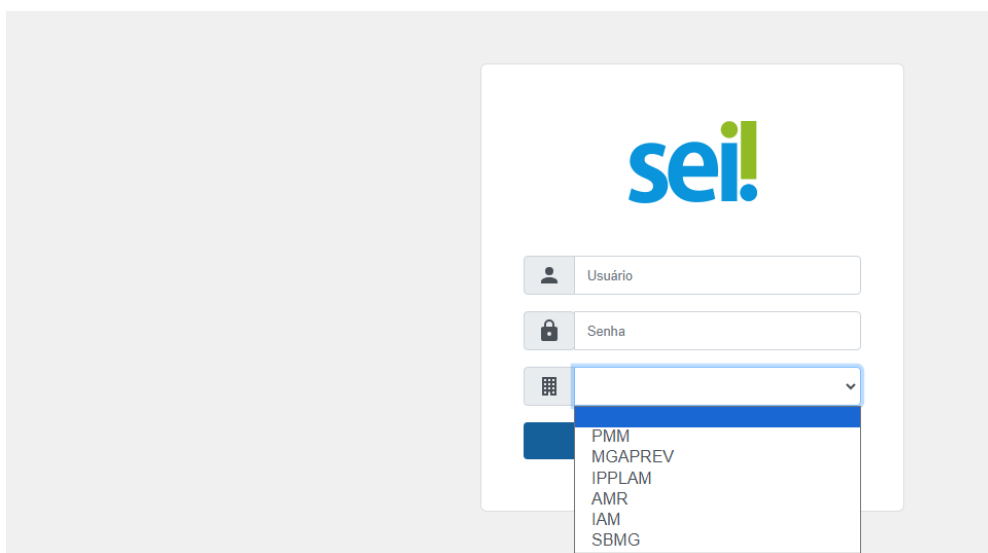 sei!
Usuário
Senha
PMM
MGAPREV
IPPLAM
AMR
IAM
SBMG